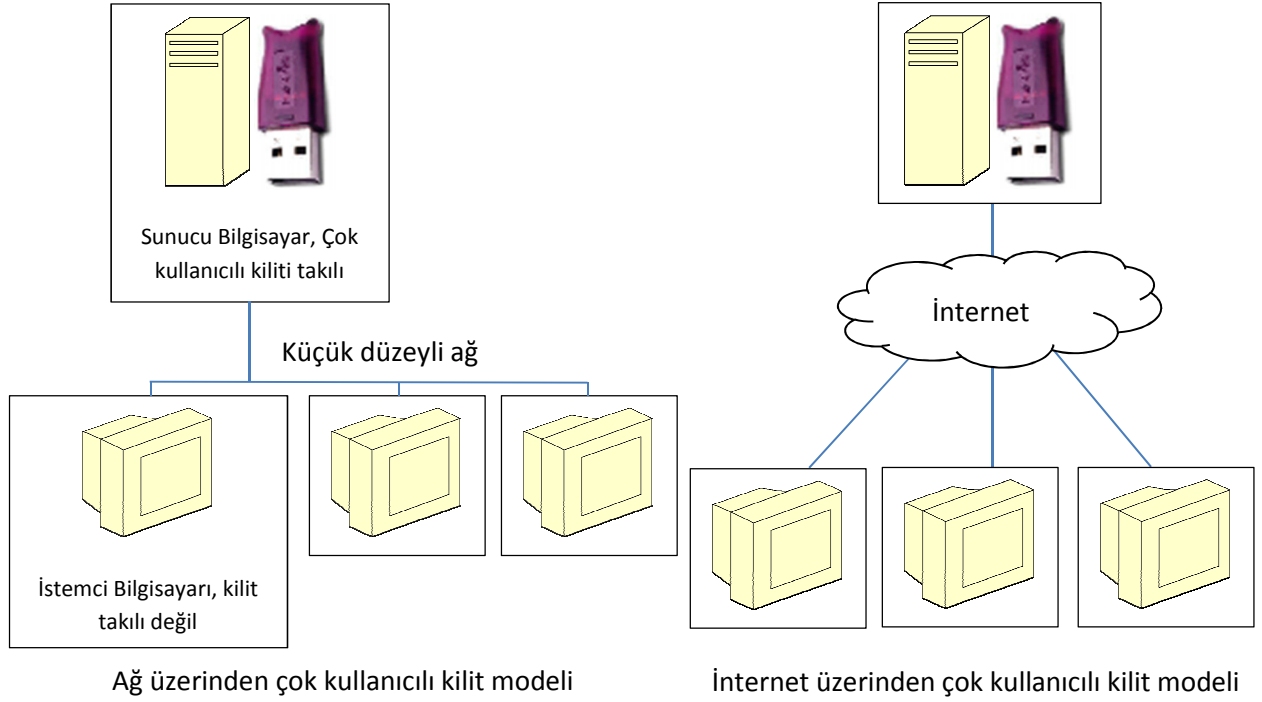 Sunucu Bilgisayar, Çok
kullanıcılı kiliti takılı
Küçük düzeyli ağ
İstemci Bilgisayarı, kilit
takılı değil
Ağ üzerinden çok kullanıcılı kilit modeli
İnternet
İnternet üzerinden çok kullanıcılı kilit modeli